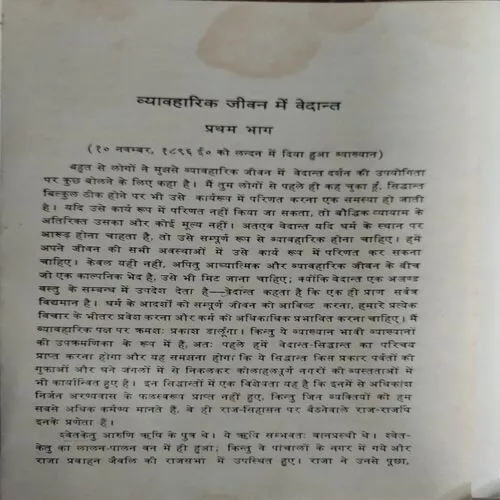 व्यावहारिक जीवन में वेदान्त
प्रथम भाग
(१० नवम्बर, १८९६ ई० को लन्दन में दिया हुआ व्याख्यान)
बहुत से लोगों ने मुझसे व्यावहारिक जीवन में वेदान्त दर्शन की उपयोगिता
पर कुछ बोलने के लिए कहा है। मैं तुम लोगों से पहले ही कह चुका हूँ, सिद्धान्त
बिल्कुल ठीक होने पर भी उसे कार्यरूप में परिणत करना एक समस्या हो जाती
है। यदि उसे कार्य रूप में परिणत नहीं किया जा सकता, तो बौद्धिक व्यायाम के
अतिरिक्त उसका और कोई मूल्य नहीं। अतएव वेदान्त यदि धर्म के स्थान पर
आरूढ़ होना चाहता है, तो उसे सम्पूर्ण रूप से व्यावहारिक होना चाहिए। हमें
अपने जीवन की सभी अवस्थाओं में उसे कार्य रूप में परिणत कर सकना
चाहिए। केवल यही नहीं, अपितु आध्यात्मिक और व्यावहारिक जीवन के बीच
जो एक काल्पनिक भेद है, उसे भी मिट जाना चाहिए; क्योंकि वेदान्त एक अखण्ड
वस्तु के सम्बन्ध में उपदेश देता है—वेदान्त कहता है कि एक ही प्राण सर्वत्र
विद्यमान है। धर्म के आदर्शों को सम्पूर्ण जीवन को आविष्ट करना, हमारे प्रत्येक
विचार के भीतर प्रवेश करना और कर्म को अधिकाधिक प्रभावित करना चाहिए। मैं
व्यावहारिक पक्ष पर क्रमशः प्रकाश डालूँगा। किन्तु ये व्याख्यान भावी व्याख्यानों
की उपक्रमणिका के रूप में हैं, अतः पहले हमें वेदान्त-सिद्धान्त का परिचय
प्राप्त करना होगा और यह समझना होगा कि ये सिद्धान्त किस प्रकार पर्वतों की
गुफाओं और घने जंगलों में से निकलकर कोलाहलपूर्ण नगरों की व्यस्तताओं में
भी कार्यान्वित हुए है। इन सिद्धान्तों में एक विशेषता यह है कि इनमें से अधिकांश
निर्जन अरण्यवास के फलस्वरूप प्राप्त नहीं हुए, किन्तु जिन व्यक्तियों को हम
सबसे अधिक कर्मण्य मानते हैं, वे ही राज-सिंहासन पर बैठनेवाले राज-राजर्षि
इनके प्रणेता हैं।
श्वेतकेतु आरुणि ऋषि के पुत्र थे। ये ऋषि सम्भवतः वानप्रस्थी थे। श्वेत-
केतु का लालन-पालन वन में ही हुआ; किन्तु वे पांचालों के नगर में गये और
राजा प्रवाहन जैवलि की राजसभा में उपस्थित हुए। राजा ने उनसे पूछा,